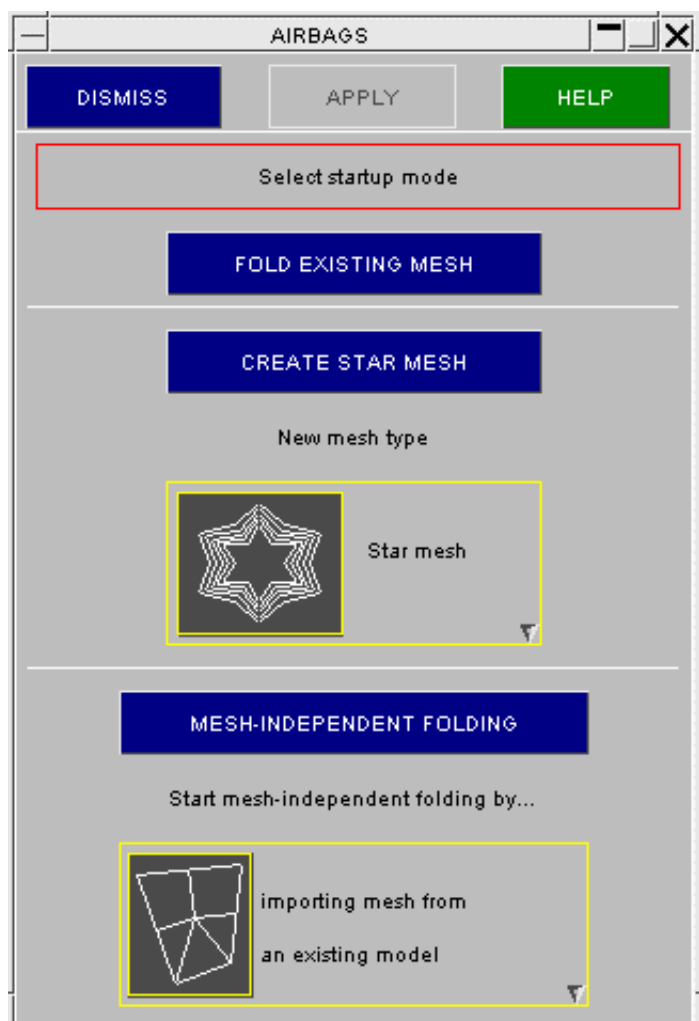 AIRBAGS
DISMISS
APPLY
HELP
Select startup mode
FOLD EXISTING MESH
CREATE STAR MESH
New mesh type
Star mesh
MESH-INDEPENDENT FOLDING
Start mesh-independent folding by...
importing mesh from
an existing model